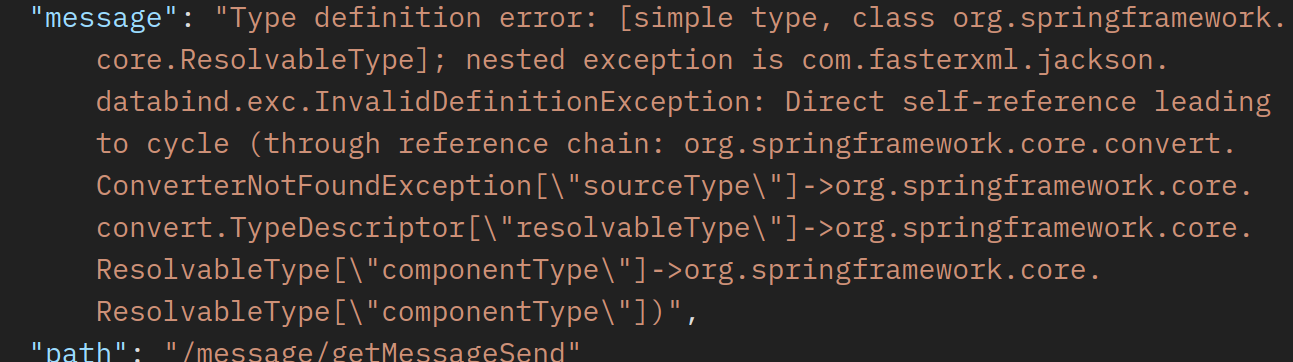 "message": "Type definition error: [simple type, class org.springframework.
core.ResolvableType]; nested exception is com.fasterxml.jackson.
databind.exc.InvalidDefinitionException: Direct self-reference leading
to cycle (through reference chain: org.springframework.core.convert.
ConverterNotFoundException[\"sourceType\"]->org.springframework.core.
convert.TypeDescriptor[\"resolvableType\"]->org.springframework.core.
ResolvableType[\"componentType\"]->org.springframework.core.
ResolvableType[\"componentType\"])",
"path": "/message/getMessageSend"